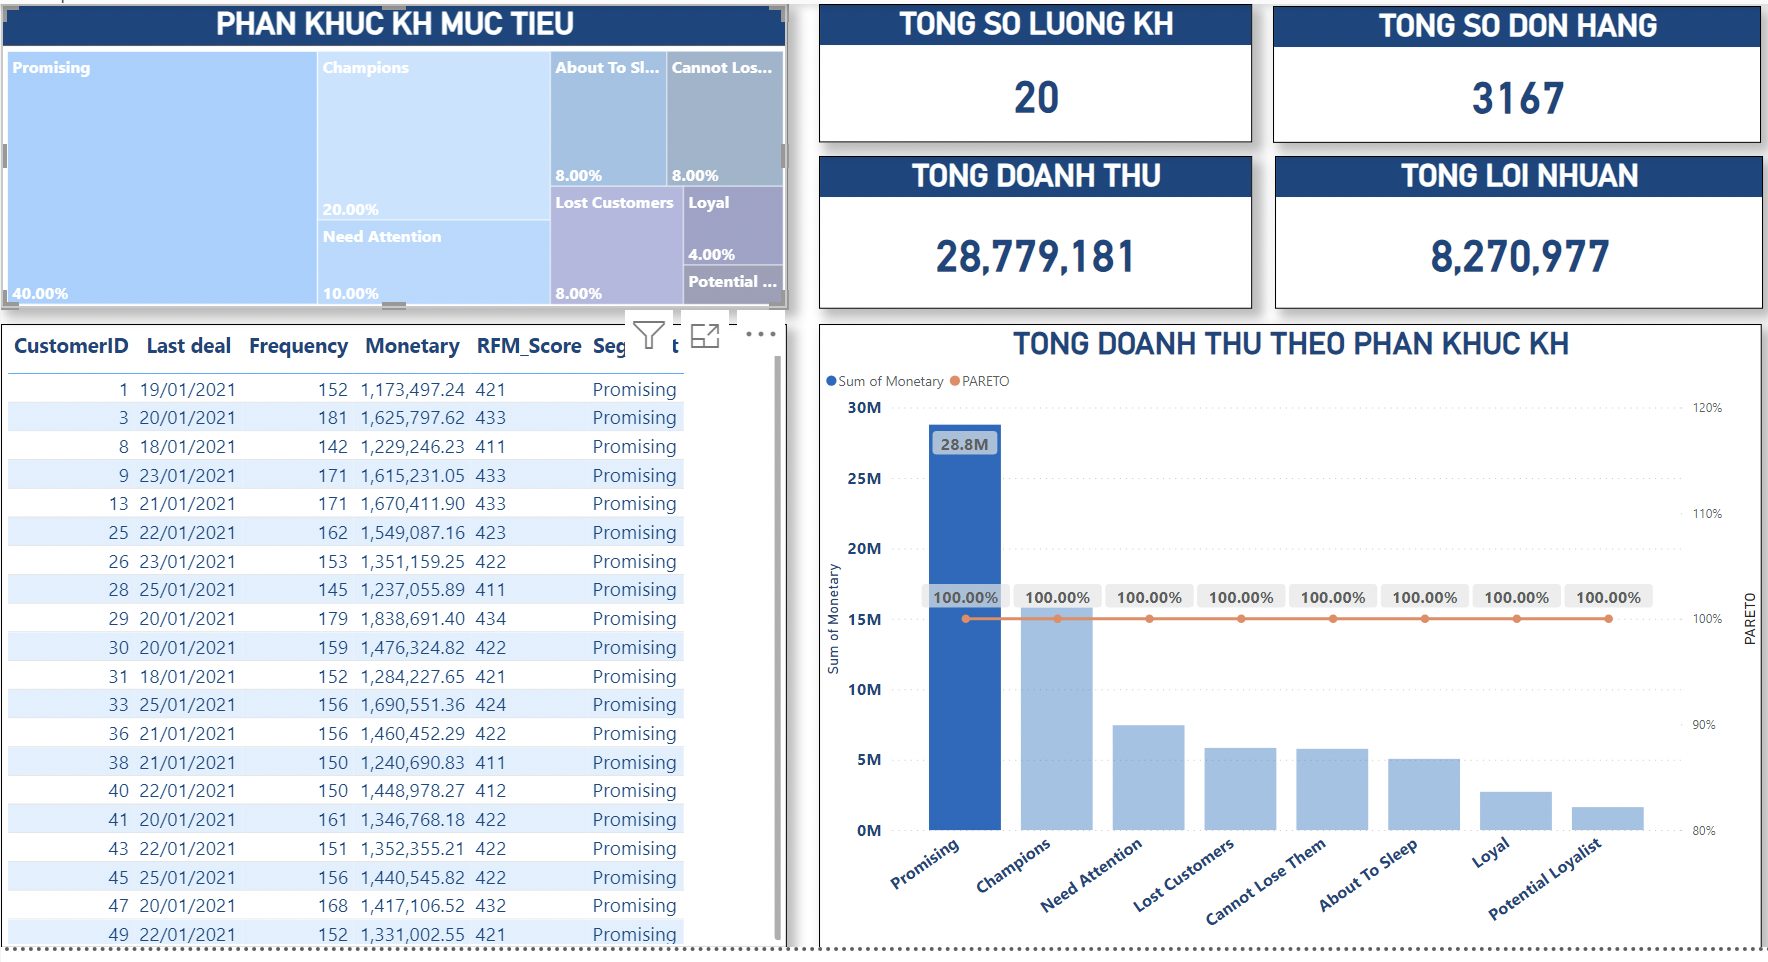 PHAN KHUC KH MUC TIEU
Promising
40.00%
Champions
20.00%
Need Attention
10.00%
About To Sl...
8.00%
Cannot Los...
8.00%
Lost Customers
8.00%
Loyal
4.00%
Potential ...
TONG SO LUONG KH
20
TONG SO DON HANG
3167
TONG DOANH THU
28,779,181
TONG LOI NHUAN
8,270,977
CustomerID Last deal Frequency Monetary RFM_Score Seg t
1 19/01/2021 152 1,173,497.24 421 Promising
3 20/01/2021 181 1,625,797.62 433 Promising
8 18/01/2021 142 1,229,246.23 411 Promising
9 23/01/2021 171 1,615,231.05 433 Promising
13 21/01/2021 171 1,670,411.90 433 Promising
25 22/01/2021 162 1,549,087.16 423 Promising
26 23/01/2021 153 1,351,159.25 422 Promising
28 25/01/2021 145 1,237,055.89 411 Promising
29 20/01/2021 179 1,838,691.40 434 Promising
30 20/01/2021 159 1,476,324.82 422 Promising
31 18/01/2021 152 1,284,227.65 421 Promising
33 25/01/2021 156 1,690,551.36 424 Promising
36 21/01/2021 156 1,460,452.29 422 Promising
38 21/01/2021 150 1,240,690.83 411 Promising
40 22/01/2021 150 1,448,978.27 412 Promising
41 20/01/2021 161 1,346,768.18 422 Promising
43 22/01/2021 151 1,352,355.21 422 Promising
45 25/01/2021 156 1,440,545.82 422 Promising
47 20/01/2021 168 1,417,106.52 432 Promising
49 22/01/2021 152 1,331,002.55 421 Promising
TONG DOANH THU THEO PHAN KHUC KH
Sum of Monetary PARETO
30M
25M
20M
15M
10M
5M
0M
Sum of Monetary
28.8M
100.00% 100.00% 100.00% 100.00% 100.00% 100.00% 100.00% 100.00%
120%
110%
100%
90%
80%
PARETO
Promising
Champions
Need Attention
Lost Customers
Cannot Lose Them
About To Sleep
Loyal
Potential Loyalist